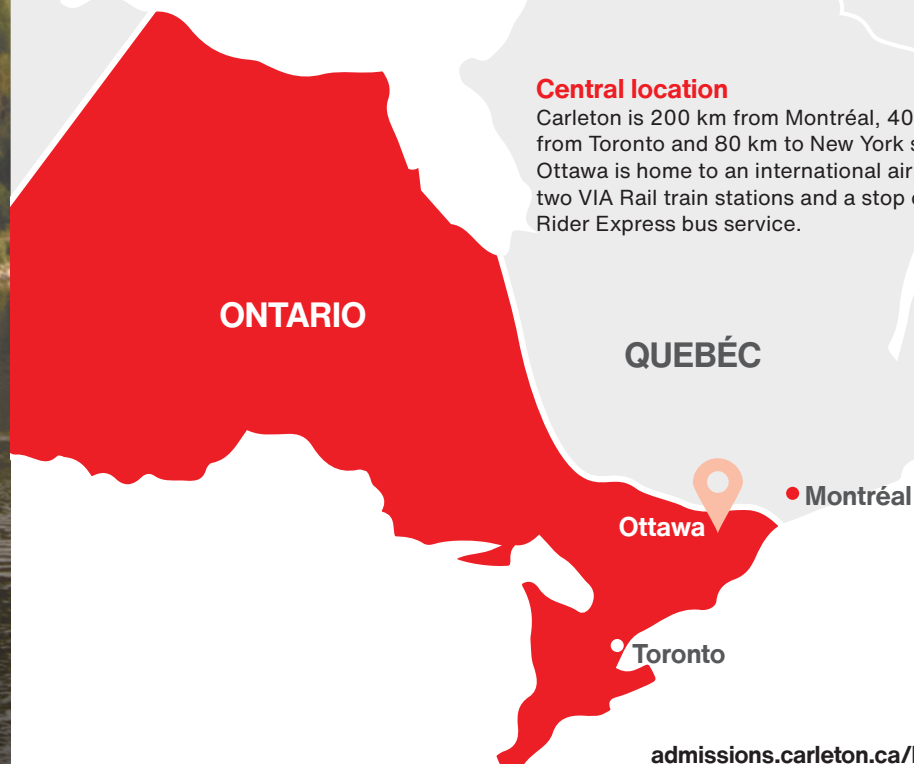 Central location
Carleton is 200 km from Montréal, 40
from Toronto and 80 km to New York s
Ottawa is home to an international air
two VIA Rail train stations and a stop
Rider Express bus service.
ONTARIO
QUEBÉC
Montréal
Ottawa
Toronto
admissions.carleton.ca/